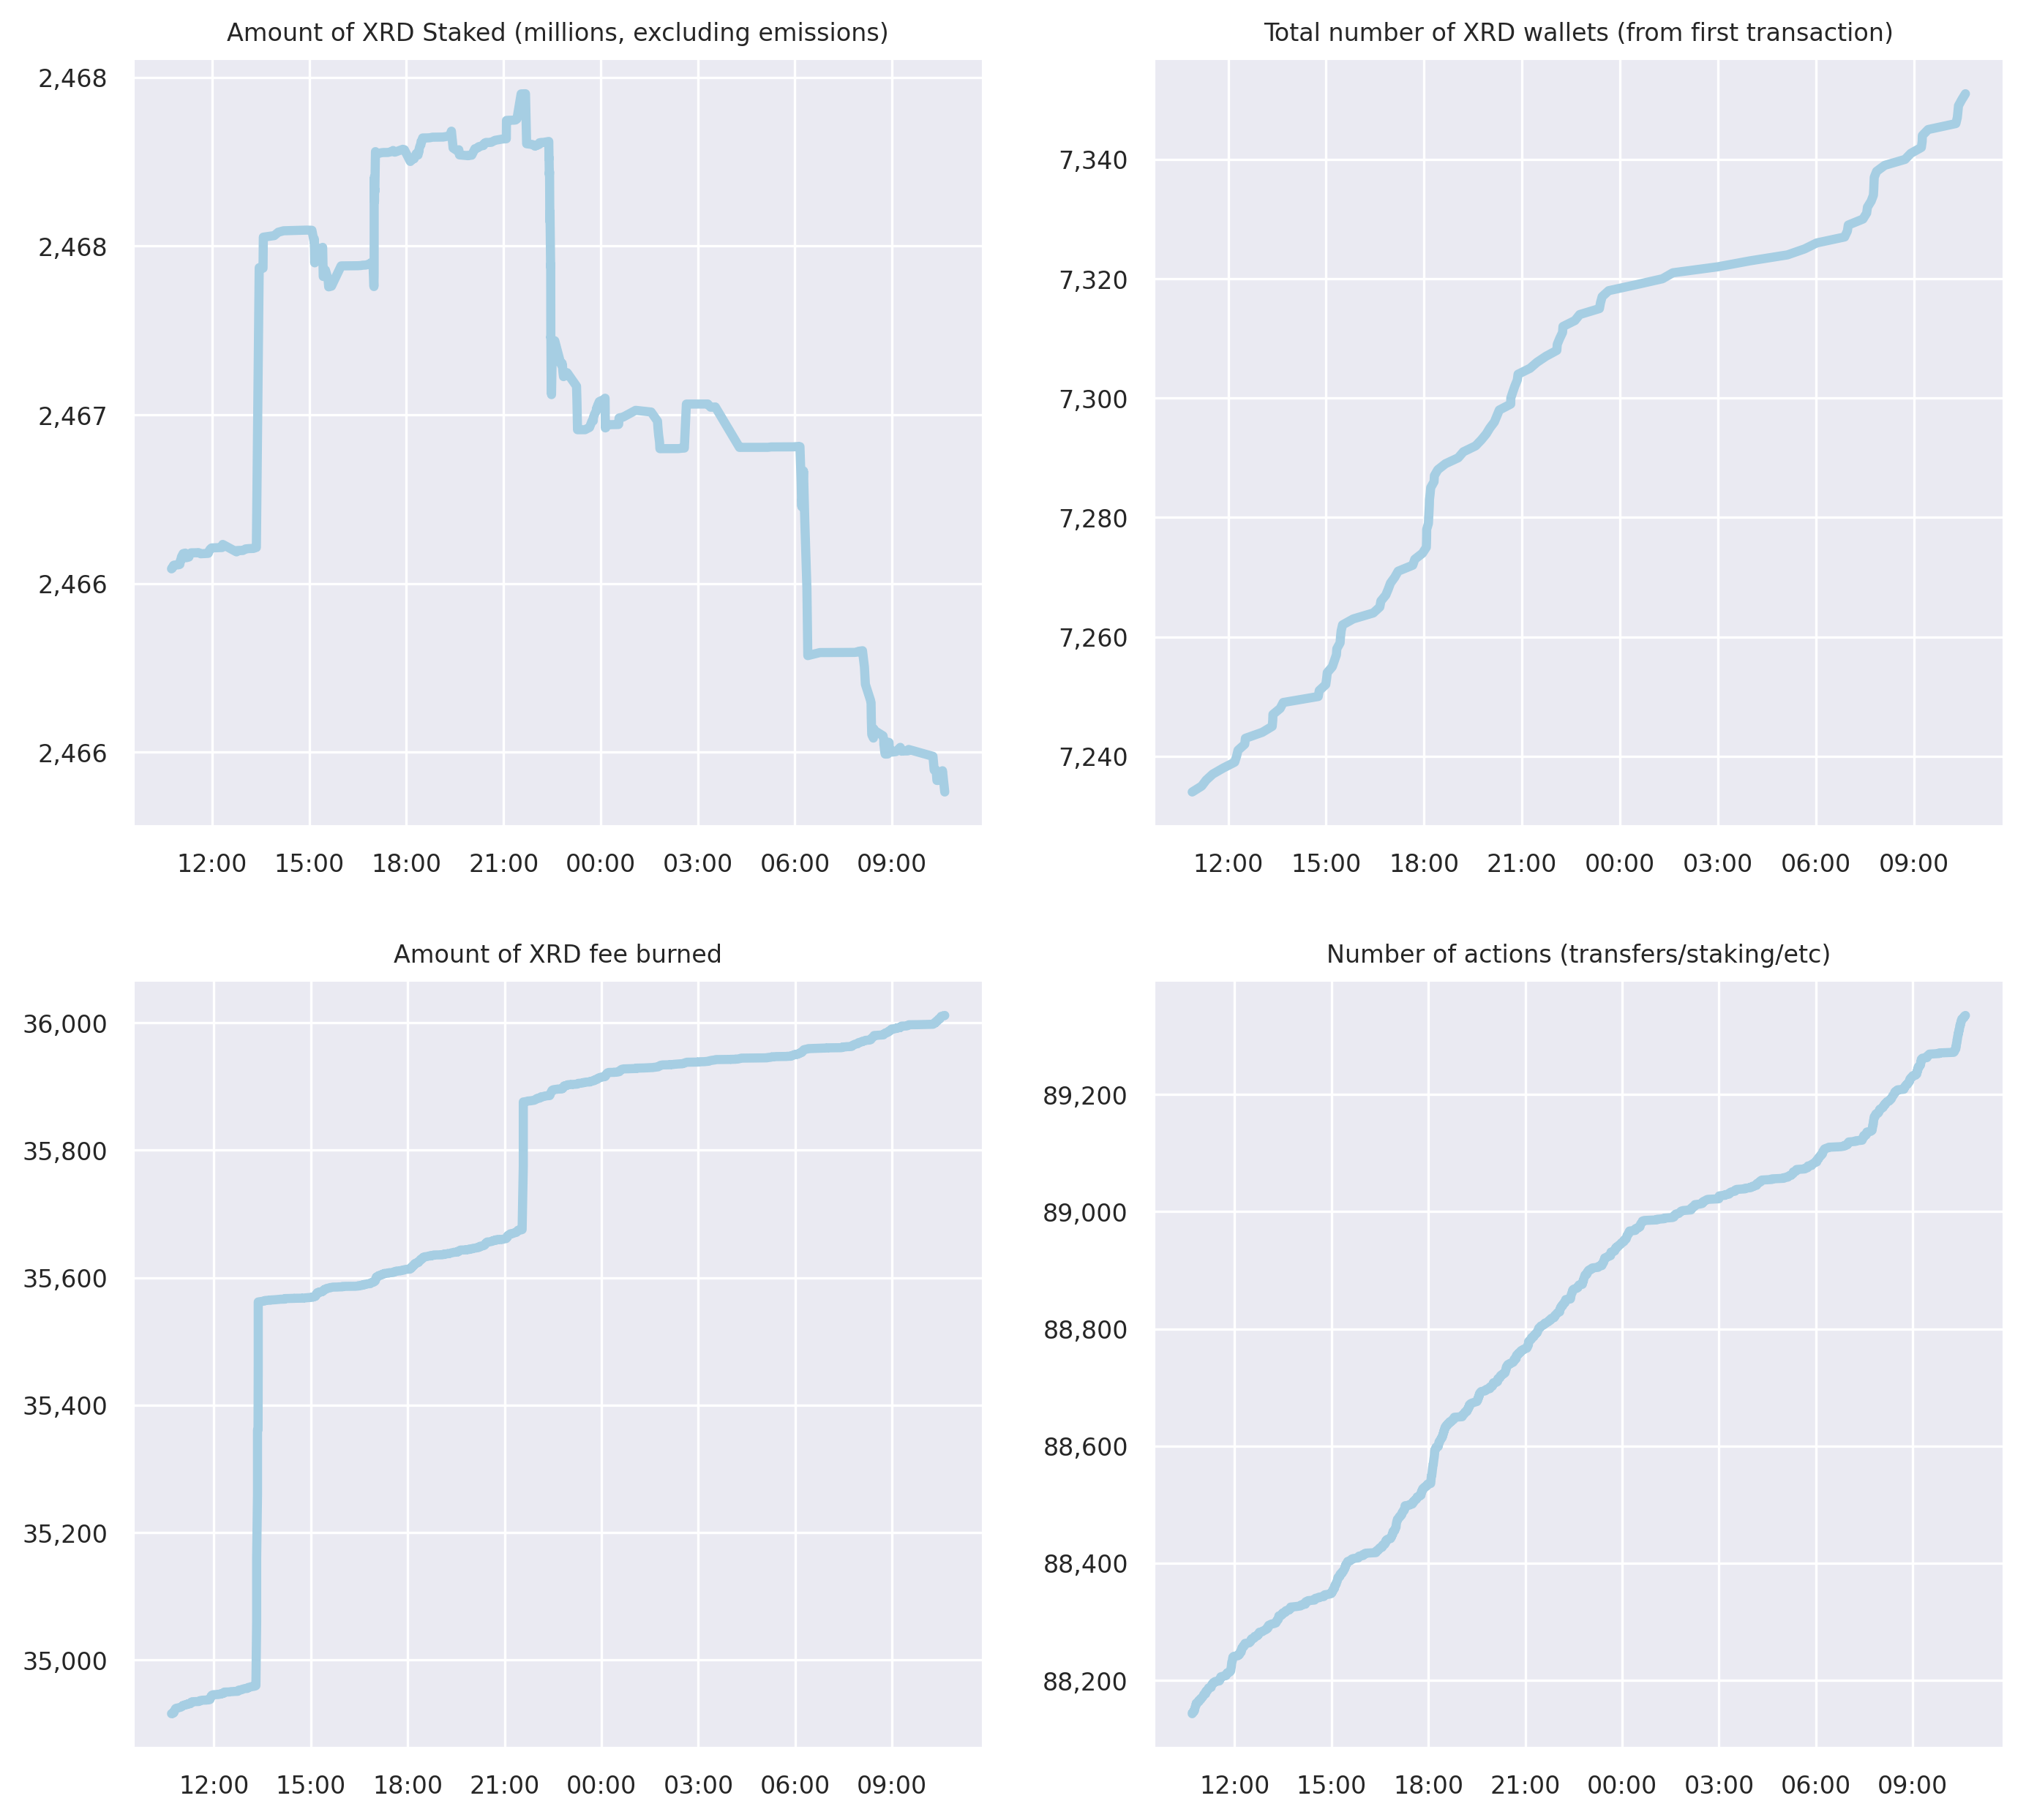 Amount of XRD Staked (millions, excluding emissions)
2,468
2,468
2,467
2,466
2,466
12:00 15:00 18:00 21:00 00:00 03:00 06:00 09:00
Total number of XRD wallets (from first transaction)
7,340
7,320
7,300
7,280
7,260
7,240
12:00 15:00 18:00 21:00 00:00 03:00 06:00 09:00
Amount of XRD fee burned
36,000
35,800
35,600
35,400
35,200
35,000
12:00 15:00 18:00 21:00 00:00 03:00 06:00 09:00
Number of actions (transfers/staking/etc)
89,200
89,000
88,800
88,600
88,400
88,200
12:00 15:00 18:00 21:00 00:00 03:00 06:00 09:00